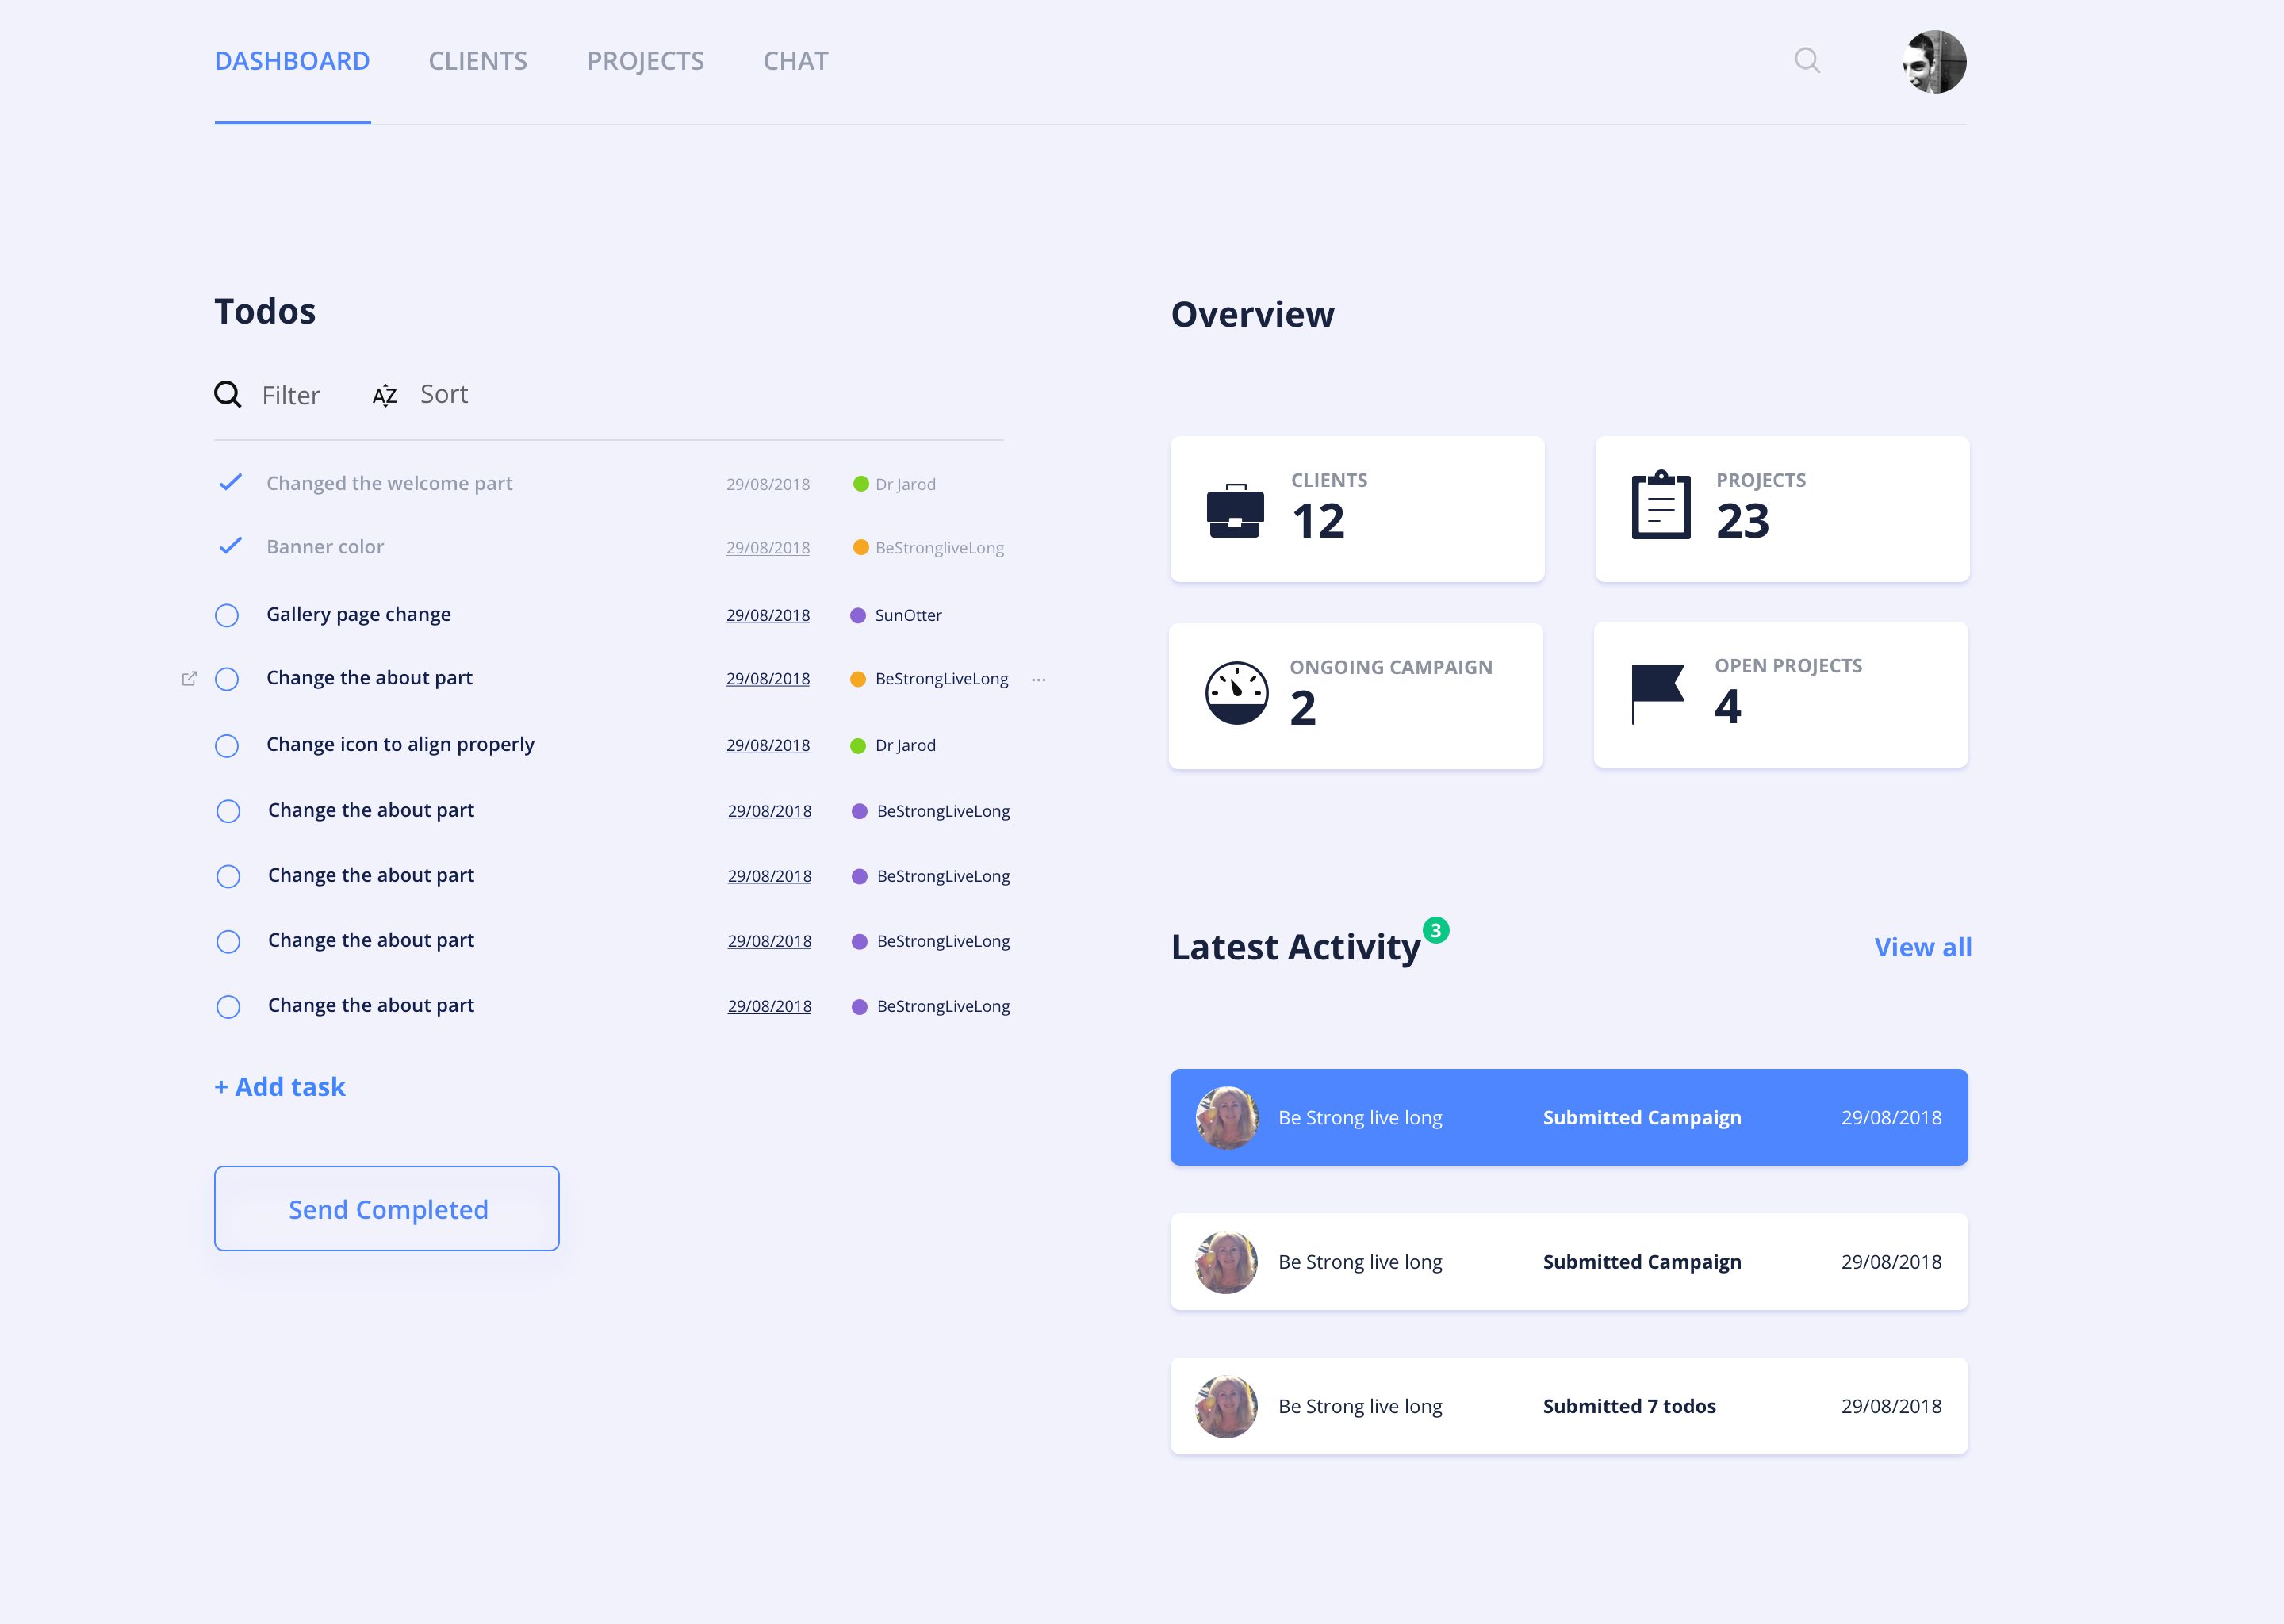 DASHBOARD CLIENTS PROJECTS CHAT
Todos
Filter AZ Sort
Changed the welcome part 29/08/2018 Dr Jarod
Banner color 29/08/2018 BeStrongliveLong
Gallery page change 29/08/2018 SunOtter
Change the about part 29/08/2018 BeStrongLiveLong ...
Change icon to align properly 29/08/2018 Dr Jarod
Change the about part 29/08/2018 BeStrongLiveLong
Change the about part 29/08/2018 BeStrongLiveLong
Change the about part 29/08/2018 BeStrongLiveLong
Change the about part 29/08/2018 BeStrongLiveLong
+ Add task
Send Completed
Overview
CLIENTS
12
PROJECTS
23
ONGOING CAMPAIGN
2
OPEN PROJECTS
4
Latest Activity 3 View all
Be Strong live long Submitted Campaign 29/08/2018
Be Strong live long Submitted Campaign 29/08/2018
Be Strong live long Submitted 7 todos 29/08/2018